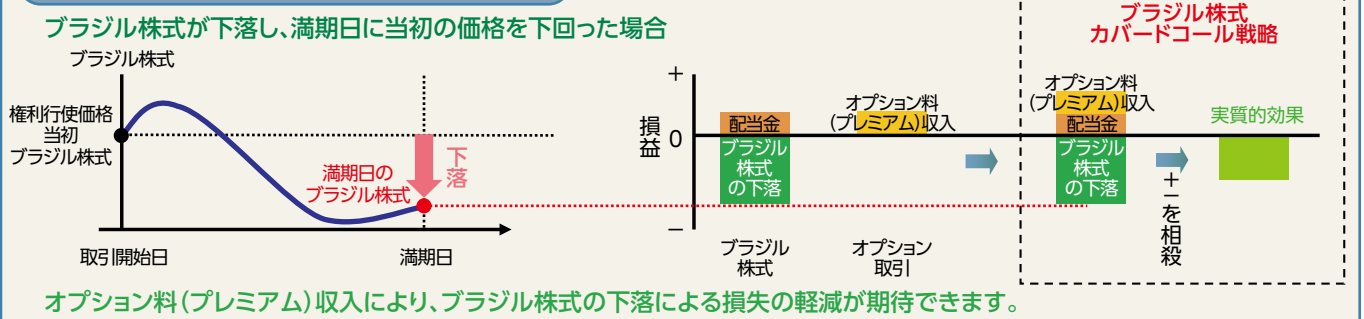 ブラジル株式が下落し、満期日に当初の価格を下回った場合
ブラジル株式
権利行使価格
当初
ブラジル株式
満期日の
ブラジル株式
下落
取引開始日
満期日
損益
+
0
−
配当金
ブラジル
株式
の下落
オプション料
(プレミアム)収入
ブラジル
株式
オプション
取引
ブラジル株式
カバードコール戦略
オプション料
(プレミアム)収入
配当金
ブラジル
株式
の下落
+−を相殺
実質的効果
オプション料(プレミアム)収入により、ブラジル株式の下落による損失の軽減が期待できます。